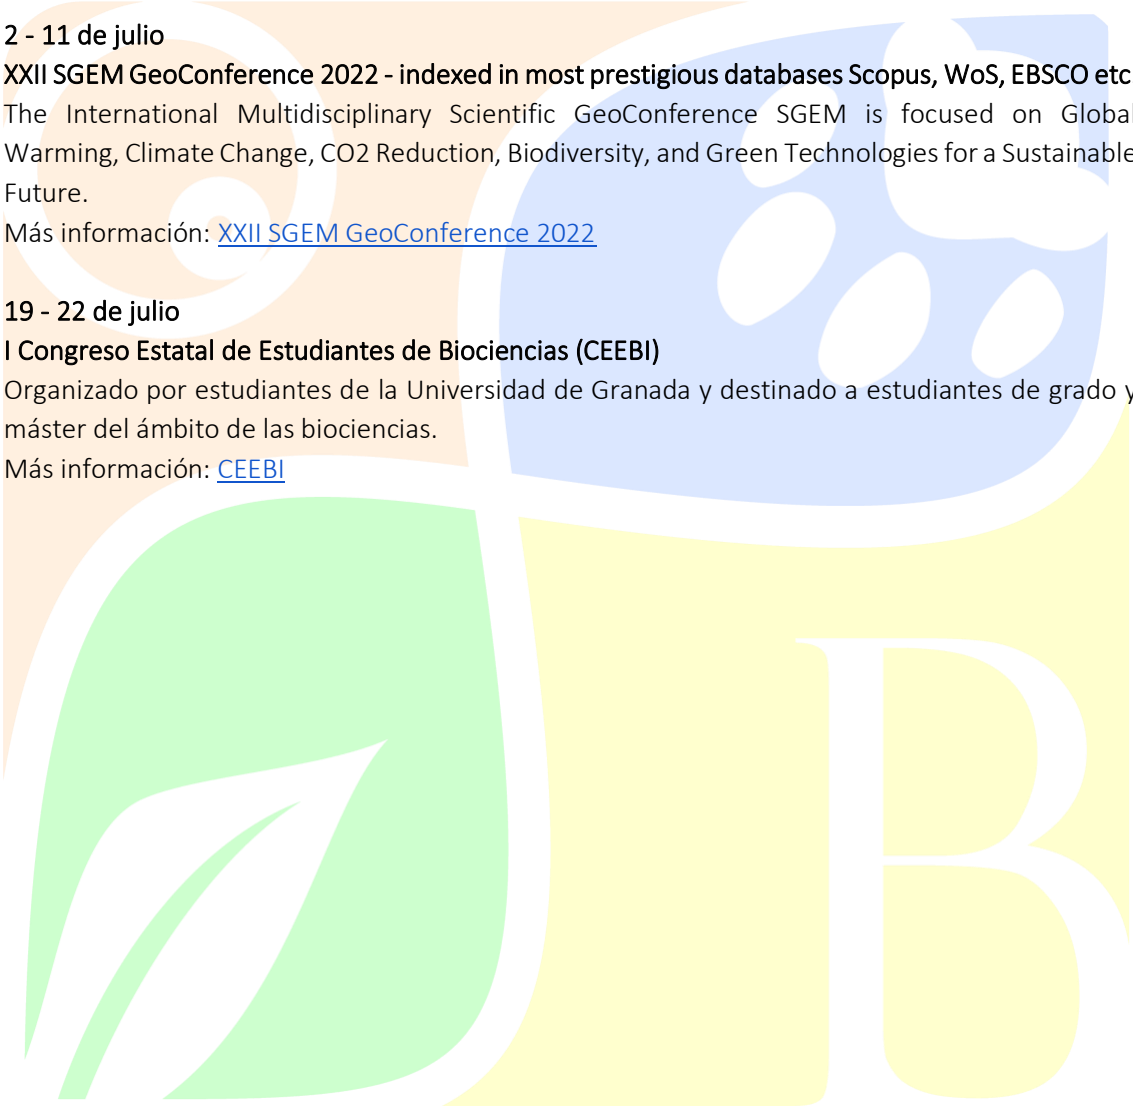 2 - 11 de julio
XXII SGEM GeoConference 2022 - indexed in most prestigious databases Scopus, WoS, EBSCO etc
The International Multidisciplinary Scientific GeoConference SGEM is focused on Global
Warming, Climate Change, CO2 Reduction, Biodiversity, and Green Technologies for a Sustainable
Future.
Más información: XXII SGEM GeoConference 2022
19 - 22 de julio
I Congreso Estatal de Estudiantes de Biociencias (CEEBI)
Organizado por estudiantes de la Universidad de Granada y destinado a estudiantes de grado y
máster del ámbito de las biociencias.
Más información: CEEBI
B